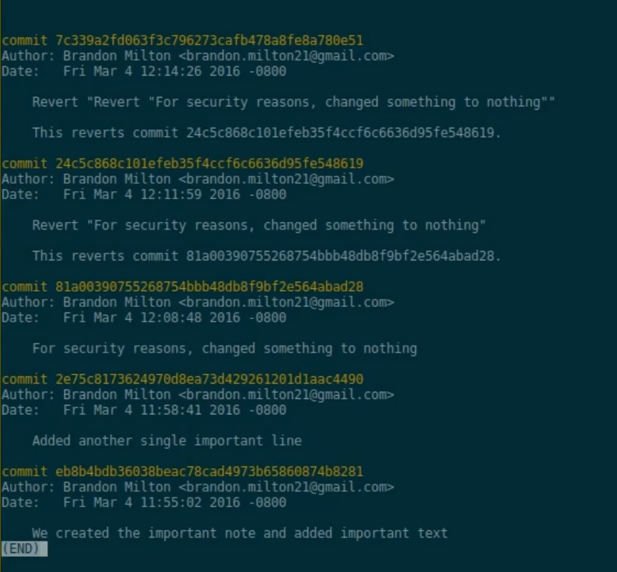 commit 7c339a2fd063f3c796273cafb478a8fe8a780e51
Author: Brandon Milton <brandon.milton21@gmail.com>
Date:   Fri Mar 4 12:14:26 2016 -0800
    Revert "Revert "For security reasons, changed something to nothing""
    This reverts commit 24c5c868c101efeb35f4ccf6c6636d95fe548619.
commit 24c5c868c101efeb35f4ccf6c6636d95fe548619
Author: Brandon Milton <brandon.milton21@gmail.com>
Date:   Fri Mar 4 12:11:59 2016 -0800
    Revert "For security reasons, changed something to nothing"
    This reverts commit 81a00390755268754bbb48db8f9bf2e564abad28.
commit 81a00390755268754bbb48db8f9bf2e564abad28
Author: Brandon Milton <brandon.milton21@gmail.com>
Date:   Fri Mar 4 12:08:48 2016 -0800
    For security reasons, changed something to nothing
commit 2e75c8173624970d8ea73d429261201d1aac4490
Author: Brandon Milton <brandon.milton21@gmail.com>
Date:   Fri Mar 4 11:58:41 2016 -0800
    Added another single important line
commit eb8b4bdb36038beac78cad4973b65860874b8281
Author: Brandon Milton <brandon.milton21@gmail.com>
Date:   Fri Mar 4 11:55:02 2016 -0800
    We created the important note and added important text
(END)